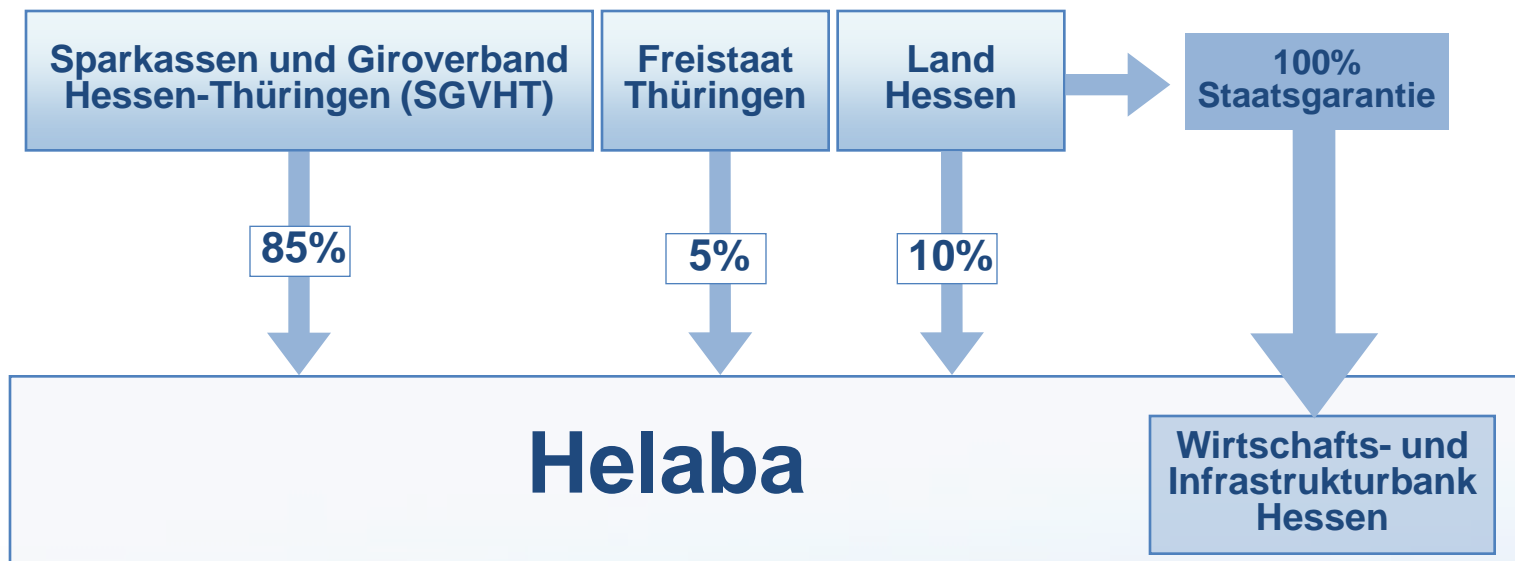 Sparkassen und Giroverband
Hessen-Thüringen (SGVHT)
Freistaat
Thüringen
Land
Hessen
100%
Staatsgarantie
85%
5%
10%
Helaba
Wirtschafts- und
Infrastrukturbank
Hessen